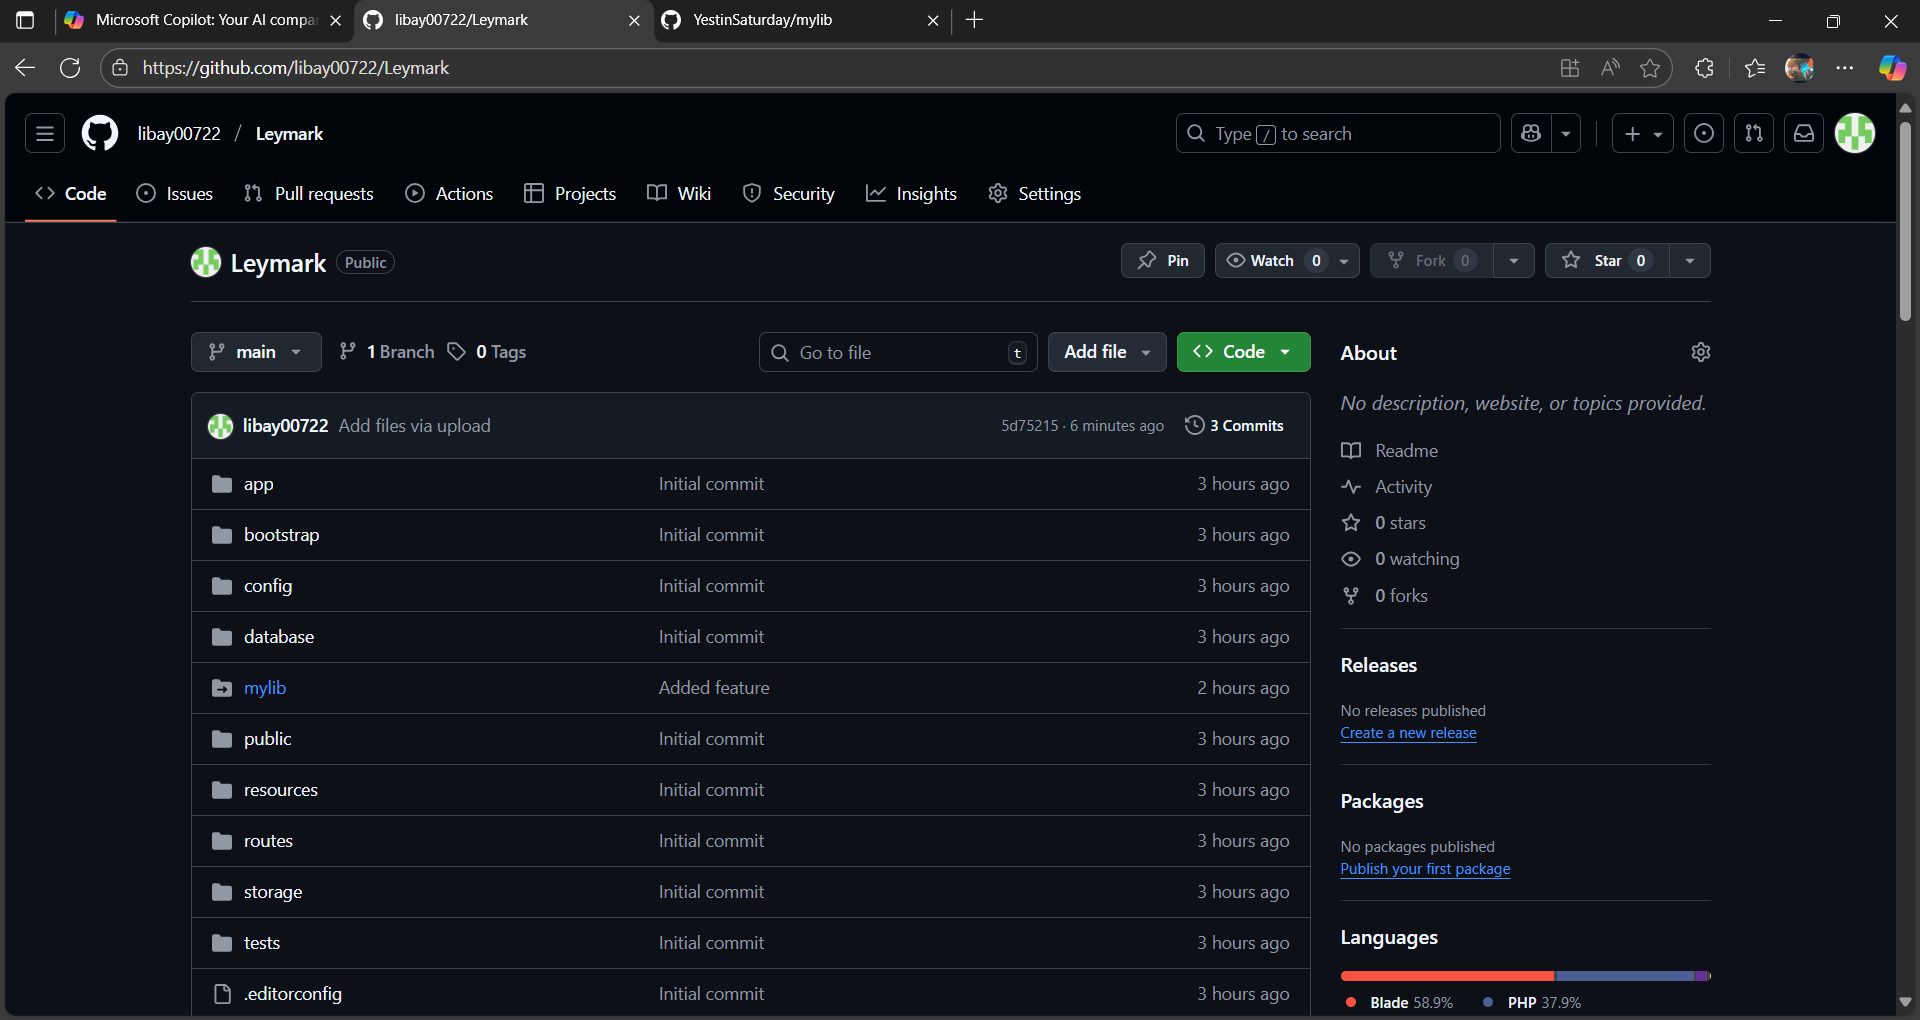 Microsoft Copilot: Your AI compa
libay00722/Leymark
YestinSaturday/mylib
https://github.com/libay00722/Leymark
libay00722 / Leymark
Type / to search
Code
Issues
Pull requests
Actions
Projects
Wiki
Security
Insights
Settings
Leymark Public
Pin
Watch 0
Fork 0
Star 0
main
1 Branch
0 Tags
Go to file t
Add file
Code
libay00722 Add files via upload 5d75215 · 6 minutes ago 3 Commits
app Initial commit 3 hours ago
bootstrap Initial commit 3 hours ago
config Initial commit 3 hours ago
database Initial commit 3 hours ago
mylib Added feature 2 hours ago
public Initial commit 3 hours ago
resources Initial commit 3 hours ago
routes Initial commit 3 hours ago
storage Initial commit 3 hours ago
tests Initial commit 3 hours ago
.editorconfig Initial commit 3 hours ago
About
No description, website, or topics provided.
Readme
Activity
0 stars
0 watching
0 forks
Releases
No releases published
Create a new release
Packages
No packages published
Publish your first package
Languages
Blade 58.9% PHP 37.9%